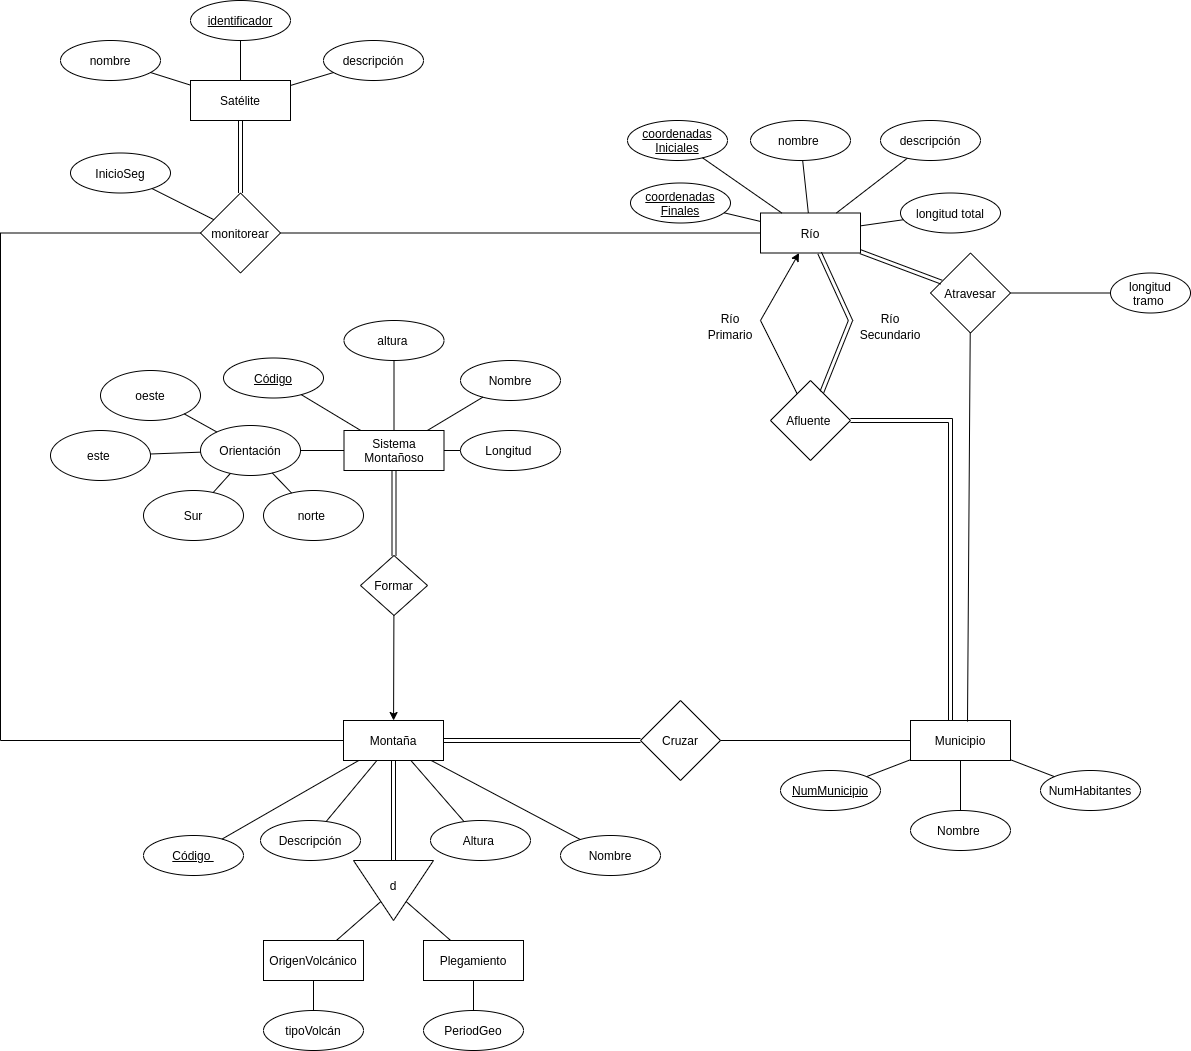 identificador
nombre
descripción
Satélite
InicioSeg
monitorear
coordenadas
Iniciales
nombre
descripción
coordenadas
Finales
longitud total
Río
Atravesar
longitud
tramo
Río
Primario
Río
Secundario
Afluente
altura
Código
Nombre
oeste
Orientación
Sistema
Montañoso
Longitud
este
Sur
norte
Formar
Montaña
Cruzar
Municipio
NumMunicipio
NumHabitantes
Nombre
Código
Descripción
Altura
Nombre
d
OrigenVolcánico
Plegamiento
tipoVolcán
PeriodGeo